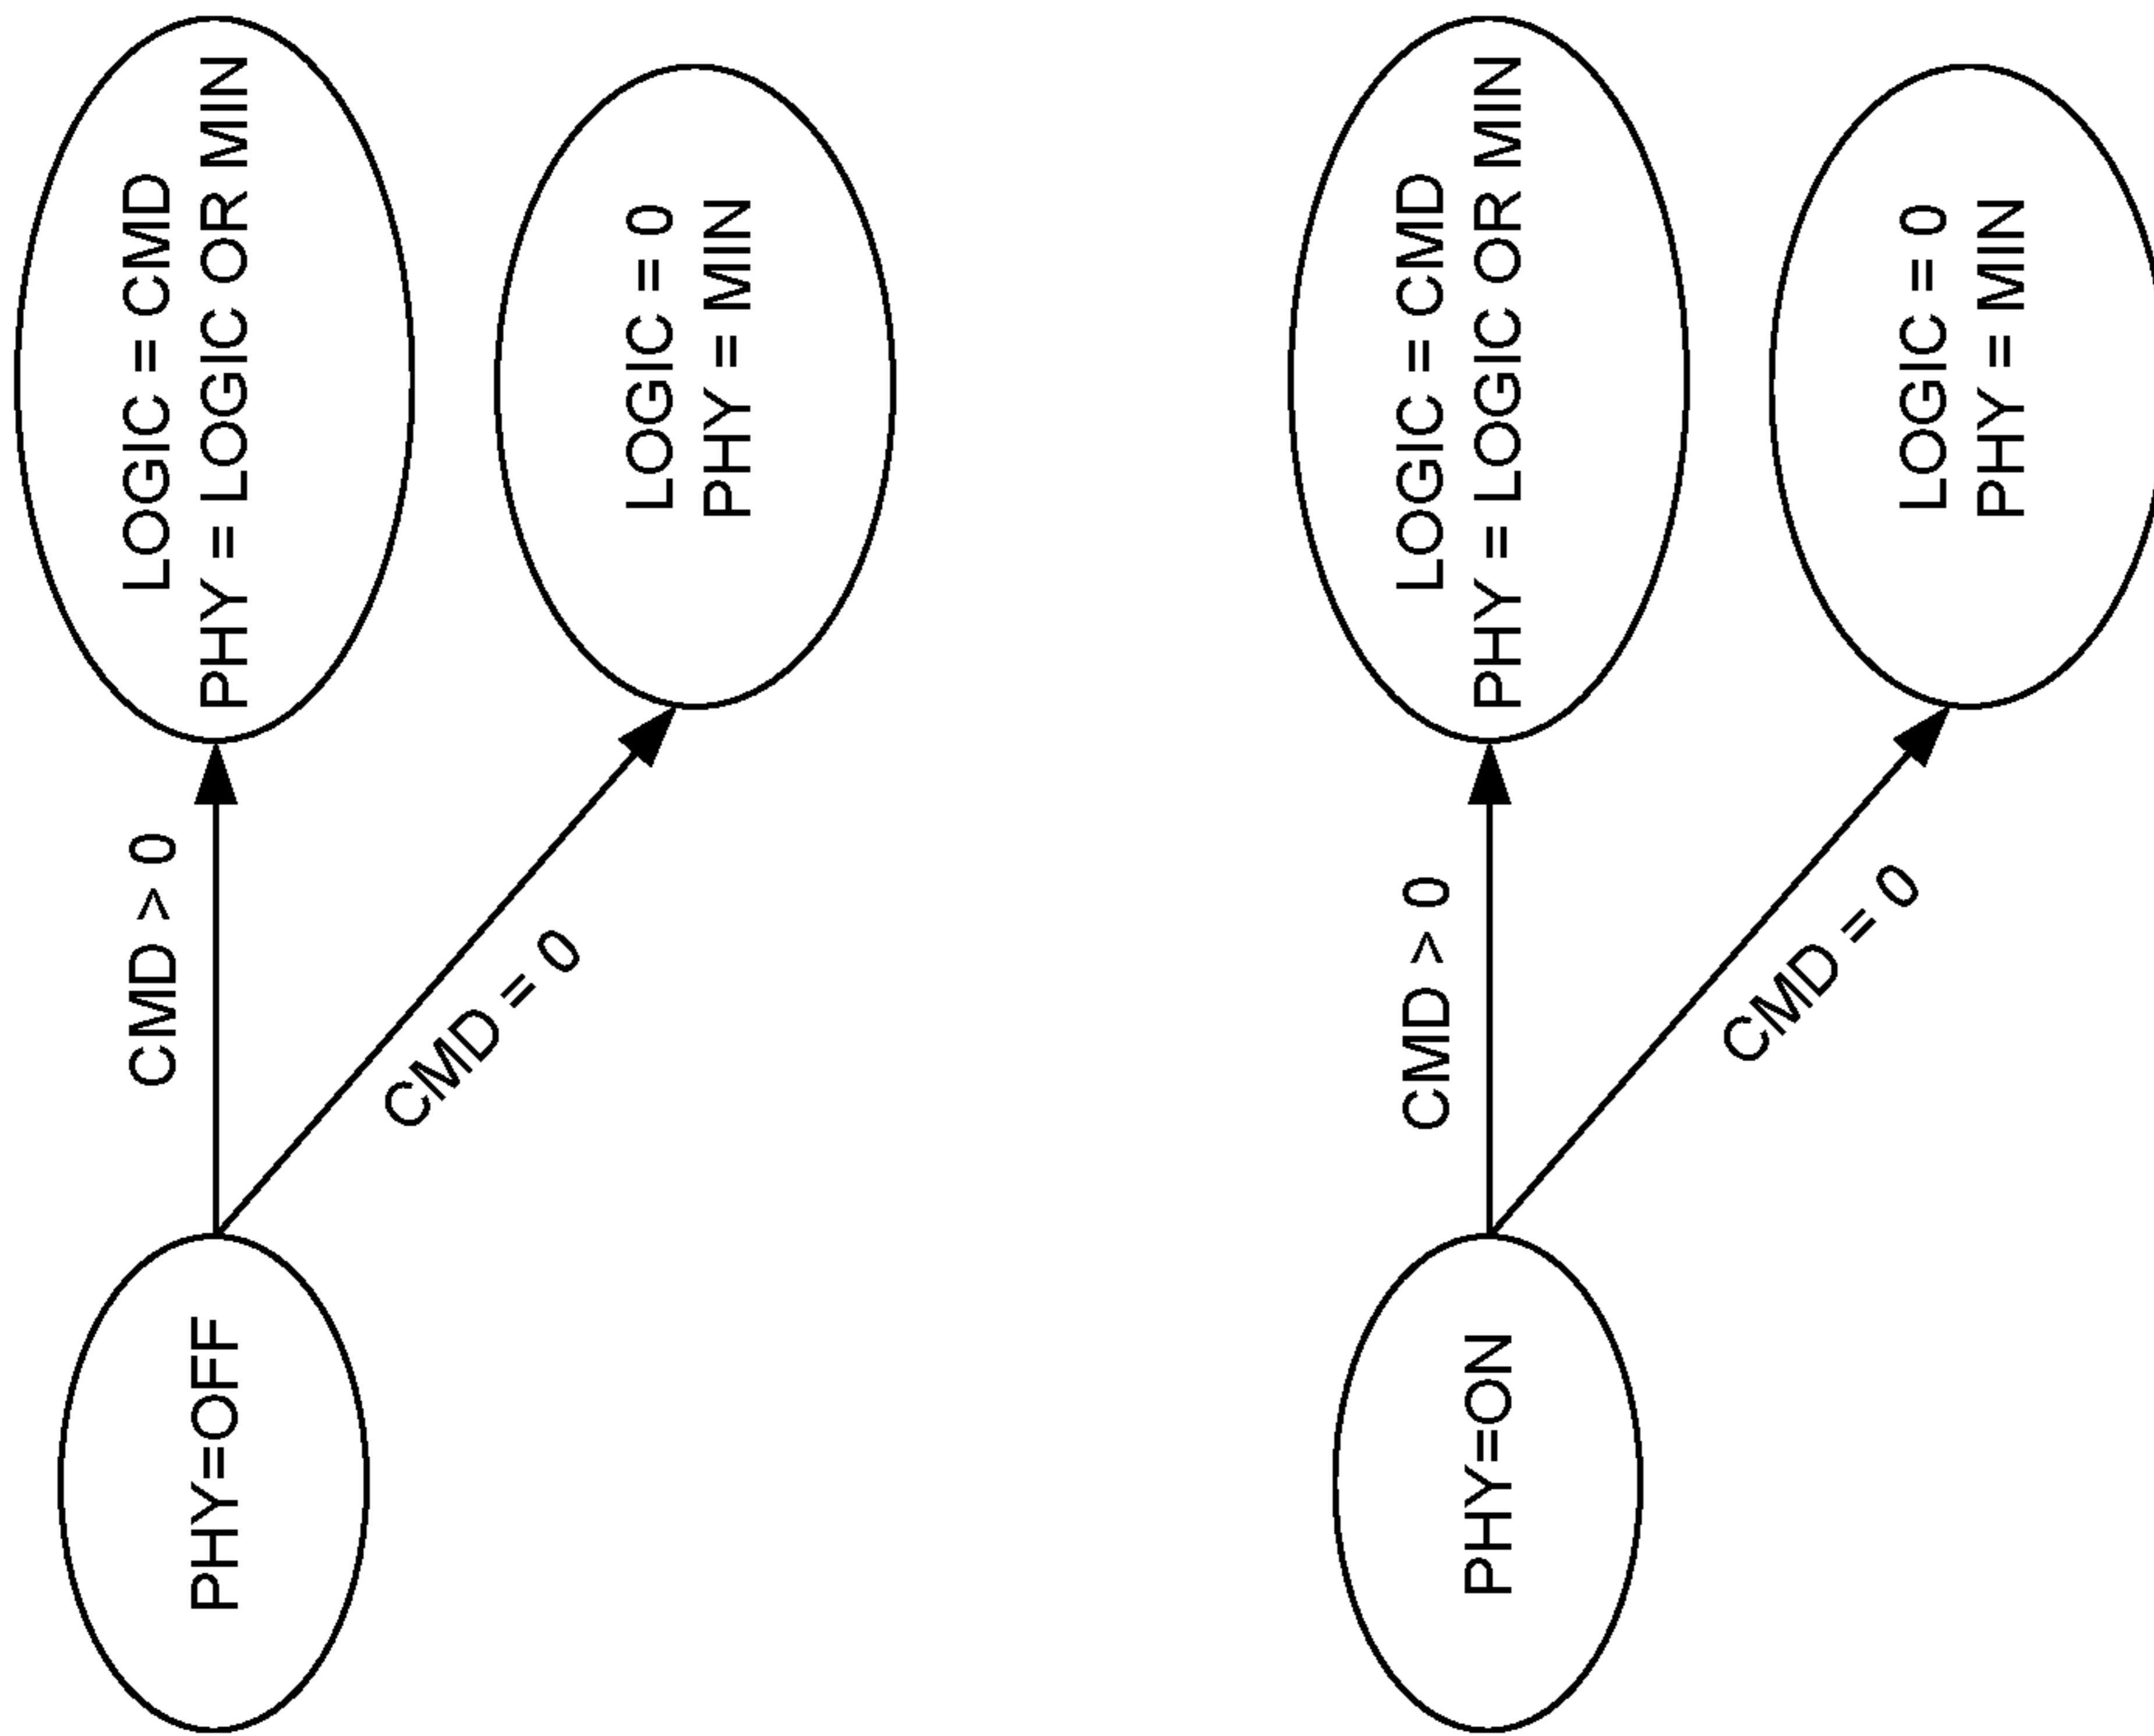 PHY=OFF
CMD > 0
LOGIC = CMD
PHY = LOGIC OR MIN
CMD = 0
LOGIC = 0
PHY = MIN
PHY=ON
CMD > 0
LOGIC = CMD
PHY = LOGIC OR MIN
CMD = 0
LOGIC = 0
PHY = MIN